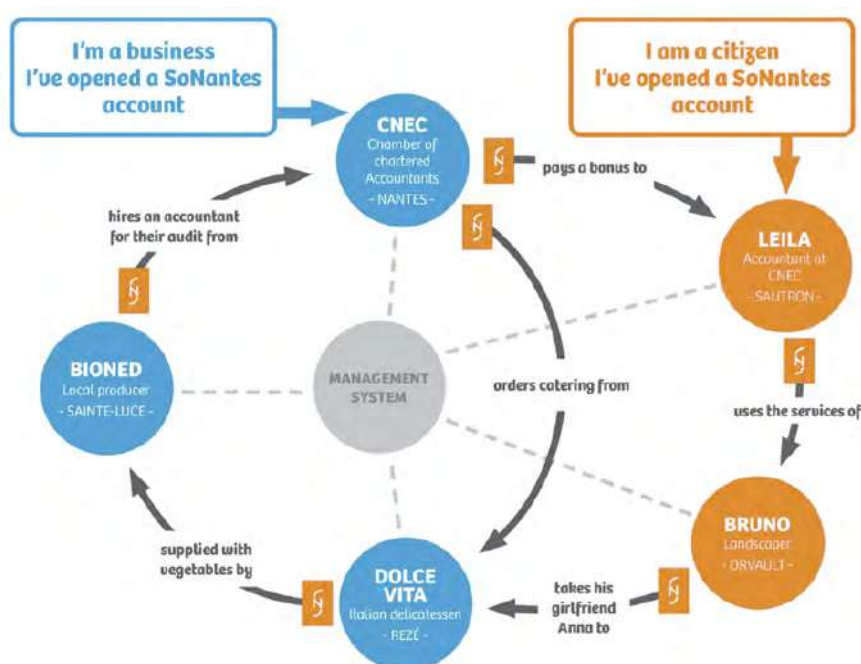 I'm a business
I've opened a SoNantes
account
I am a citizen
I've opened a SoNantes
account
CNEC
Chamber of
chartered
Accountants
- NANTES -
pays a bonus to
hires an accountant
for their audit from
LEILA
Accountant at
CNEC
- SAUTRON -
BIONED
Local producer
- SAINTE-LUCE -
MANAGEMENT
SYSTEM
orders catering from
uses the services of
BRUNO
Landscaper
- ORVAULT -
supplied with
vegetables by
DOLCE
VITA
Italian delicatessen
- REZÉ -
takes his
girlfriend
Anna to